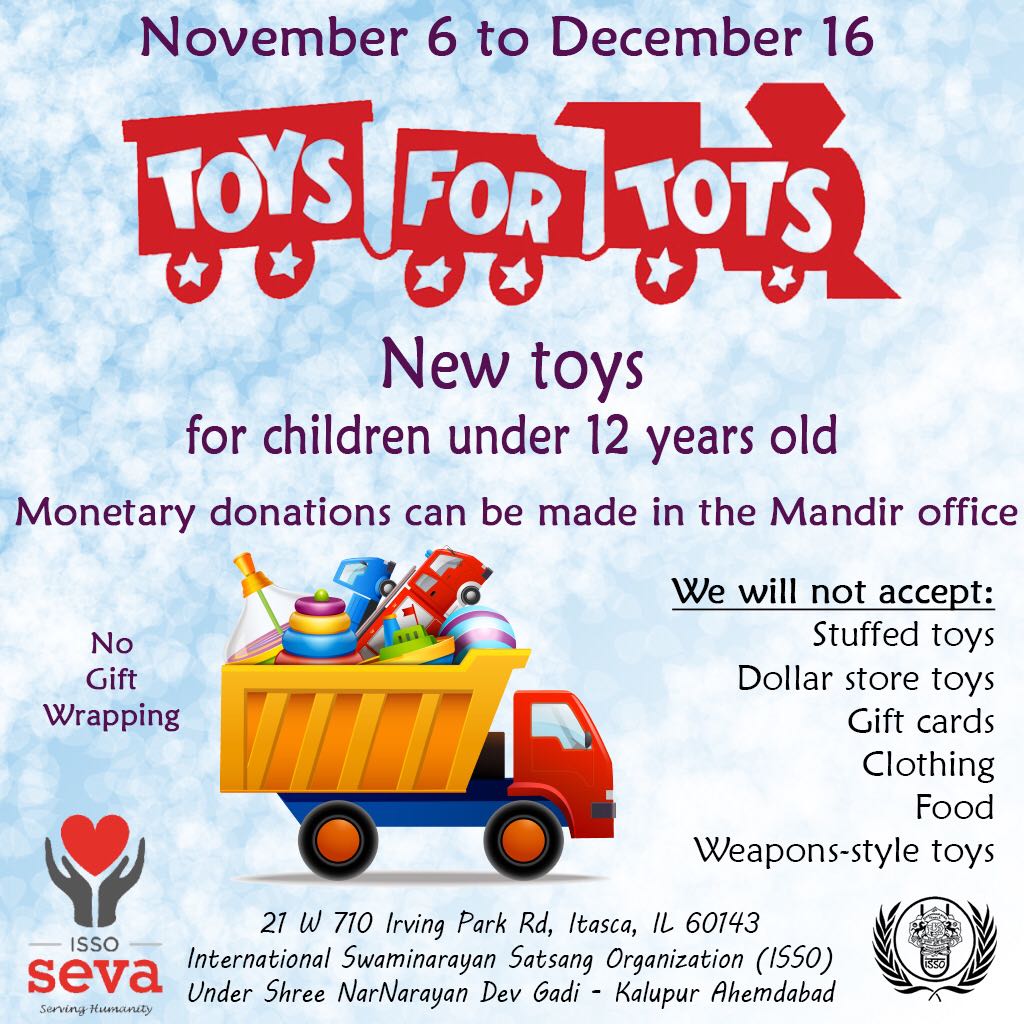 November 6 to December 16
TOYS FOR TOTS
New toys
for children under 12 years old
Monetary donations can be made in the Mandir office
We will not accept:
Stuffed toys
Dollar store toys
Gift cards
Clothing
Food
Weapons-style toys
No
Gift
Wrapping
ISSO
seva
Serving Humanity
21 W 710 Irving Park Rd, Itasca, IL 60143
International Swaminarayan Satsang Organization (ISSO)
Under Shree NarNarayan Dev Gadi - Kalupur Ahemdabad
ISSO